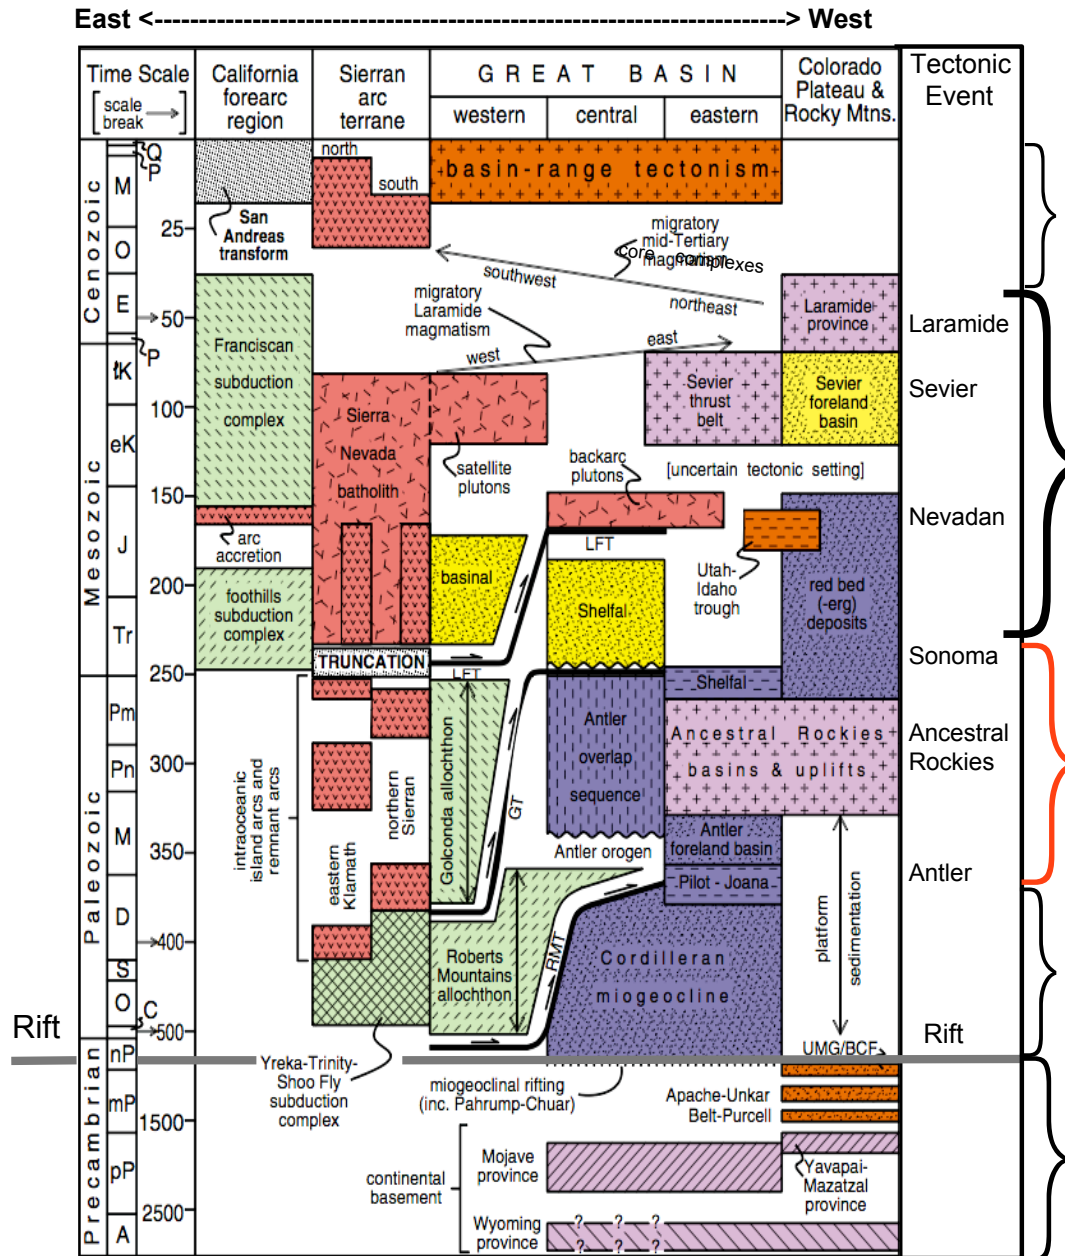 East <---------------------------------------------------------------> West
Time Scale
[ scale break → ]
California
forearc
region
Sierran
arc
terrane
GREAT BASIN
western
central
eastern
Colorado
Plateau &
Rocky Mtns.
Tectonic
Event
Cenozoic
Q
P
M
O
E
P
25
50
Mesozoic
lK
eK
J
Tr
100
150
200
250
Paleozoic
Pm
Pn
M
D
S
O
C
300
350
400
500
Precambrian
nP
mP
pP
A
1500
2500
Rift
San
Andreas
transform
Franciscan
subduction
complex
arc
accretion
foothills
subduction
complex
north
south
Sierra
Nevada
batholith
TRUNCATION
intraoceanic
island arcs and
remnant arcs
eastern
Klamath
northern
Sierran
Yreka-Trinity-
Shoo Fly
subduction
complex
basin-range tectonism
migratory
mid-Tertiary
magmatism
core complexes
southwest
northeast
migratory
Laramide
magmatism
west
east
satellite
plutons
backarc
plutons
[uncertain tectonic setting]
basinal
LFT
LFT
Shelfal
Utah-
Idaho
trough
Golconda allochthon
GT
Antler
overlap
sequence
Shelfal
Ancestral Rockies
basins & uplifts
Antler orogen
Antler
foreland basin
Pilot - Joana
Roberts
Mountains
allochthon
RMT
Cordilleran
miogeocline
miogeoclinal rifting
(inc. Pahrump-Chuar)
continental
basement
Mojave
province
Wyoming
province
? ? ?
? ? ?
Sevier
thrust
belt
Laramide
province
Sevier
foreland
basin
red bed
(-erg)
deposits
platform
sedimentation
UMG/BCF
Apache-Unkar
Belt-Purcell
Yavapai-
Mazatzal
province
Laramide
Sevier
Nevadan
Sonoma
Ancestral
Rockies
Antler
Rift